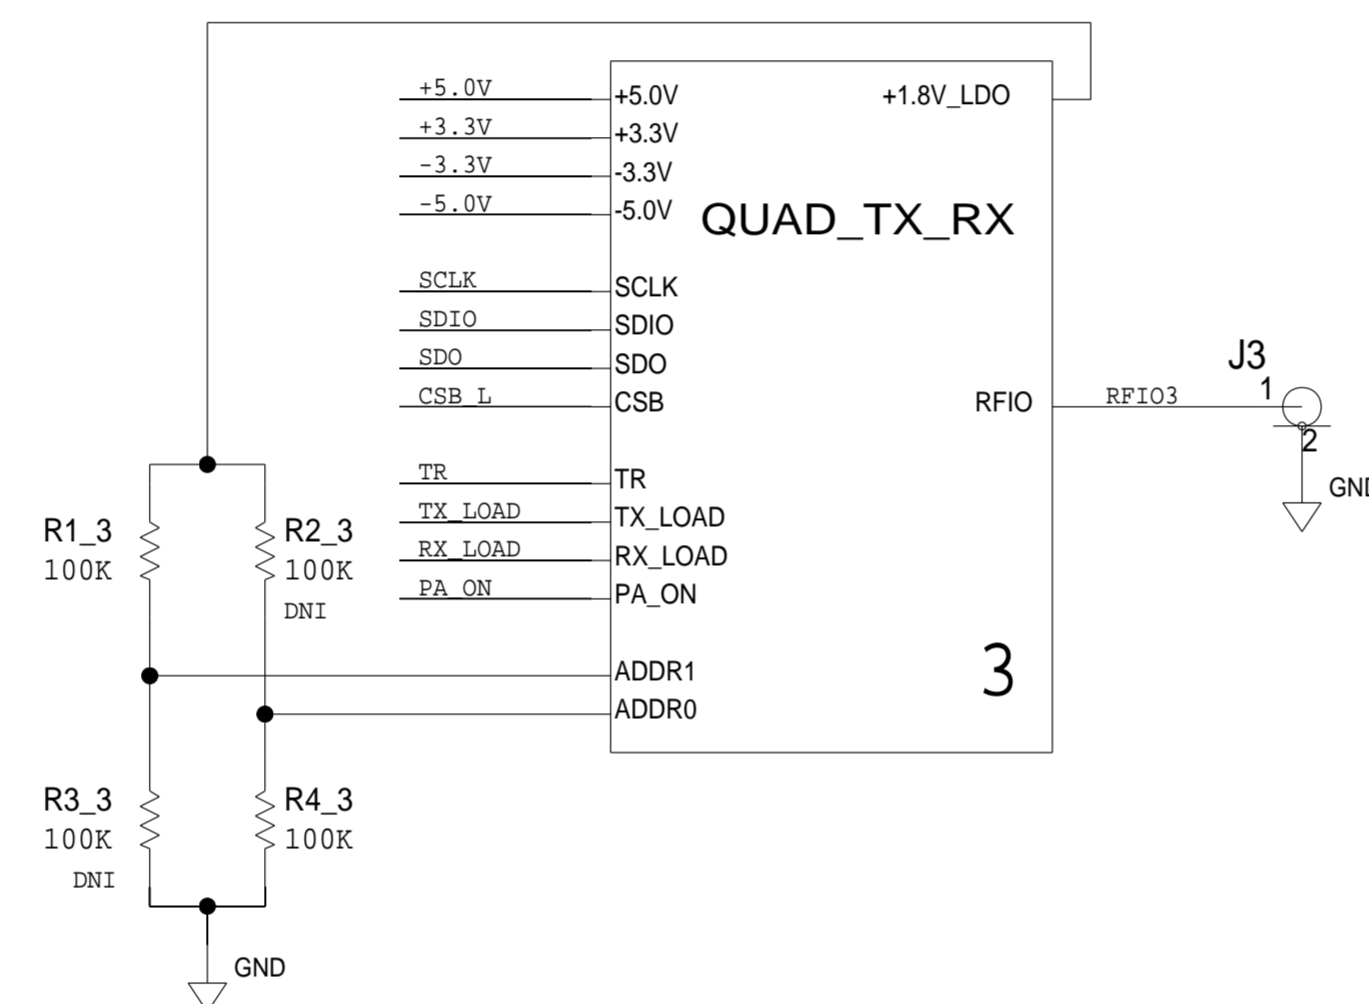 +5.0V +5.0V +1.8V_LDO
+3.3V +3.3V
-3.3V -3.3V
-5.0V -5.0V
QUAD_TX_RX
SCLK SCLK
SDIO SDIO
SDO SDO
CSB_L CSB RFIO RFIO3 1 J3
2
TR TR
GND
TX_LOAD TX_LOAD
RX_LOAD RX_LOAD
PA_ON PA_ON
R1_3 R2_3
100K 100K
DNI
ADDR1
ADDR0
3
R3_3 R4_3
100K 100K
DNI
GND